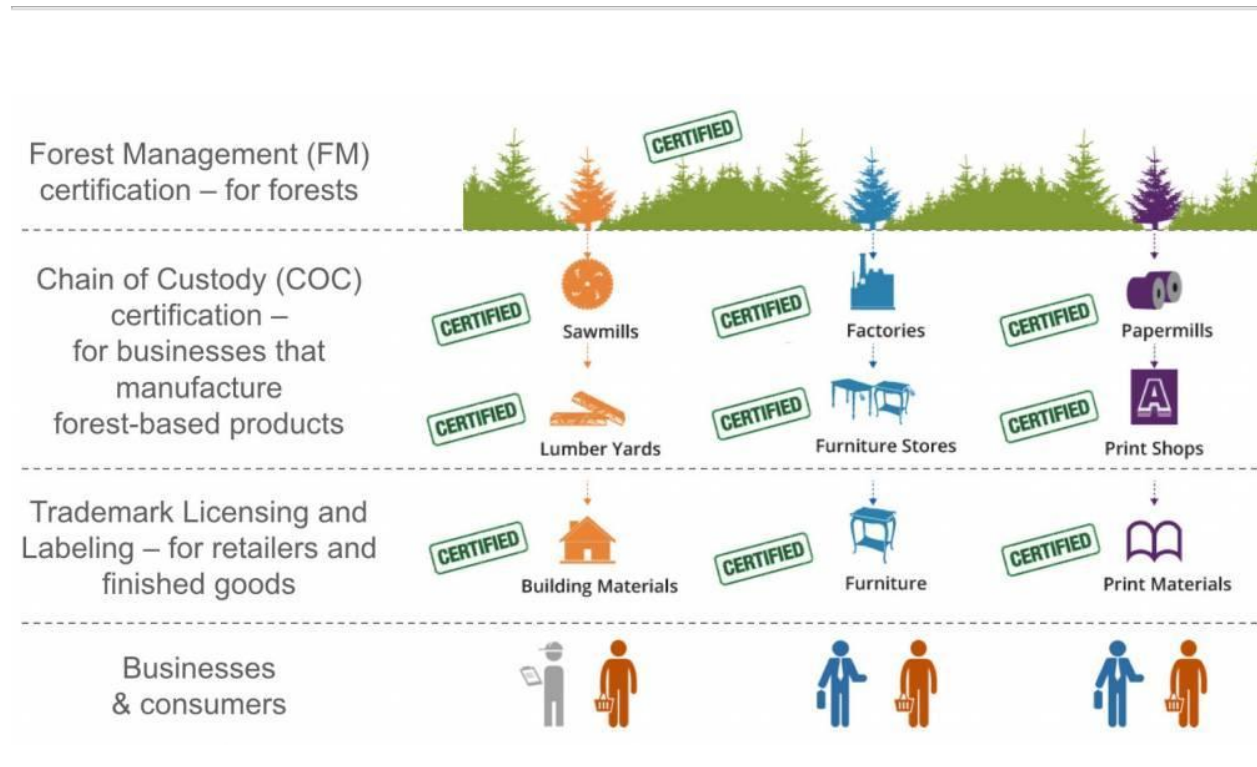 Forest Management (FM)
certification – for forests
CERTIFIED
Chain of Custody (COC)
certification –
for businesses that
manufacture
forest-based products
CERTIFIED
Sawmills
CERTIFIED
Factories
CERTIFIED
Papermills
CERTIFIED
Lumber Yards
CERTIFIED
Furniture Stores
CERTIFIED
A
Print Shops
Trademark Licensing and
Labeling – for retailers and
finished goods
CERTIFIED
Building Materials
CERTIFIED
Furniture
CERTIFIED
Print Materials
Businesses
& consumers